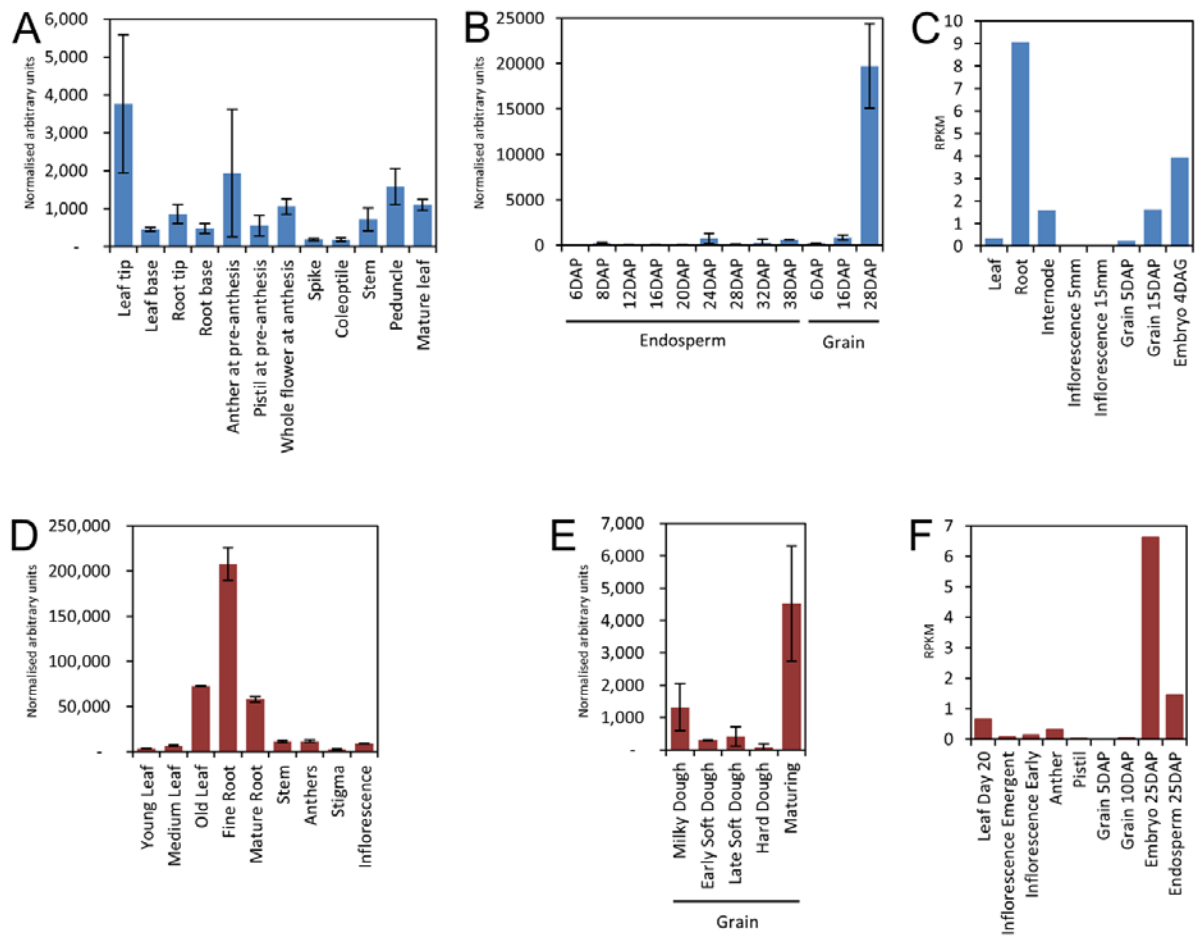 A
Normalised arbitrary units
6,000
5,000
4,000
3,000
2,000
1,000
-
Leaf tip
Leaf base
Root tip
Root base
Anther at pre-anthesis
Pistil at pre-anthesis
Whole flower at anthesis
Spike
Coleoptile
Stem
Peduncle
Mature leaf
B
Normalised arbitrary units
25000
20000
15000
10000
5000
0
6DAP
8DAP
12DAP
16DAP
20DAP
24DAP
28DAP
32DAP
38DAP
6DAP
16DAP
28DAP
Endosperm
Grain
C
RPKM
10
9
8
7
6
5
4
3
2
1
0
Leaf
Root
Internode
Inflorescence 5mm
Inflorescence 15mm
Grain 5DAP
Grain 15DAP
Embryo 4DAG
D
Normalised arbitrary units
250,000
200,000
150,000
100,000
50,000
-
Young Leaf
Medium Leaf
Old Leaf
Fine Root
Mature Root
Stem
Anthers
Stigma
Inflorescence
E
Normalised arbitrary units
7,000
6,000
5,000
4,000
3,000
2,000
1,000
-
Milky Dough
Early Soft Dough
Late Soft Dough
Hard Dough
Maturing
Grain
F
RPKM
7
6
5
4
3
2
1
0
Leaf Day 20
Inflorescence Emergent
Inflorescence Early
Anther
Pistil
Grain 5DAP
Grain 10DAP
Embryo 25DAP
Endosperm 25DAP